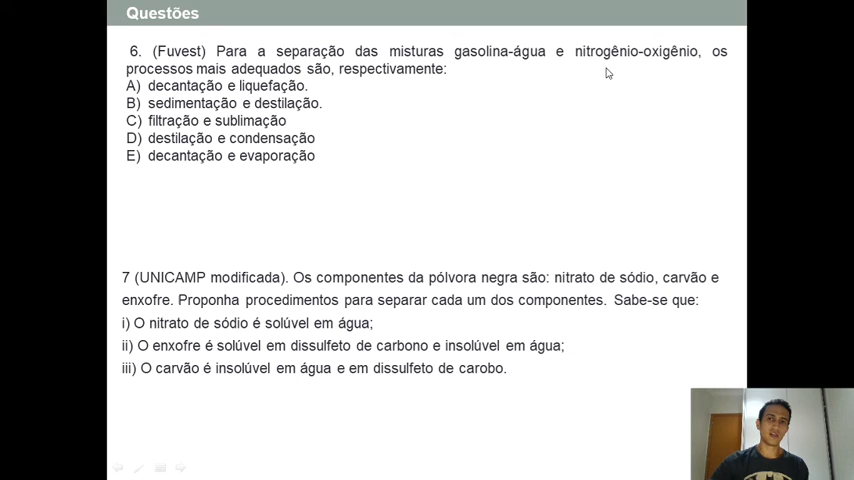 Questões
6. (Fuvest) Para a separação das misturas gasolina-água e nitrogênio-oxigênio, os
processos mais adequados são, respectivamente:
A) decantação e liquefação.
B) sedimentação e destilação.
C) filtração e sublimação
D) destilação e condensação
E) decantação e evaporação
7 (UNICAMP modificada). Os componentes da pólvora negra são: nitrato de sódio, carvão e
enxofre. Proponha procedimentos para separar cada um dos componentes. Sabe-se que:
i) O nitrato de sódio é solúvel em água;
ii) O enxofre é solúvel em dissulfeto de carbono e insolúvel em água;
iii) O carvão é insolúvel em água e em dissulfeto de carobo.